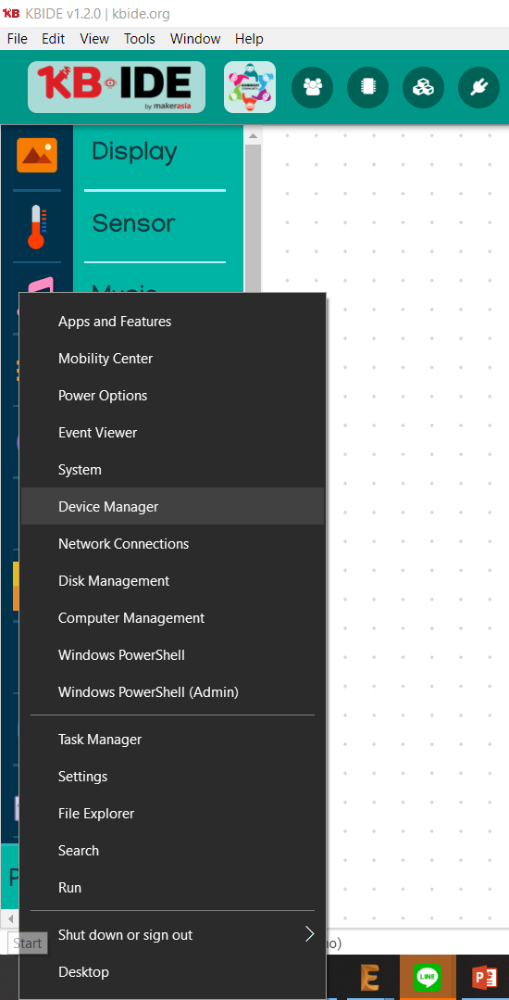 KB KBIDE v1.2.0 | kbide.org
File Edit View Tools Window Help
KB IDE
by makerasia
Display
Sensor
Music
Apps and Features
Mobility Center
Power Options
Event Viewer
System
Device Manager
Network Connections
Disk Management
Computer Management
Windows PowerShell
Windows PowerShell (Admin)
Task Manager
Settings
File Explorer
Search
Run
Start
Shut down or sign out
Desktop
LINE